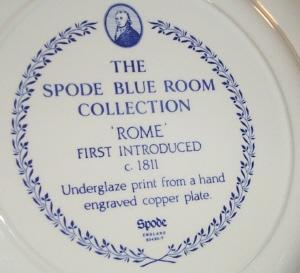 THE
SPODE BLUE ROOM
COLLECTION
'ROME'
FIRST INTRODUCED
c. 1811
Underglaze print from a hand
engraved copper plate.
Spode
ENGLAND